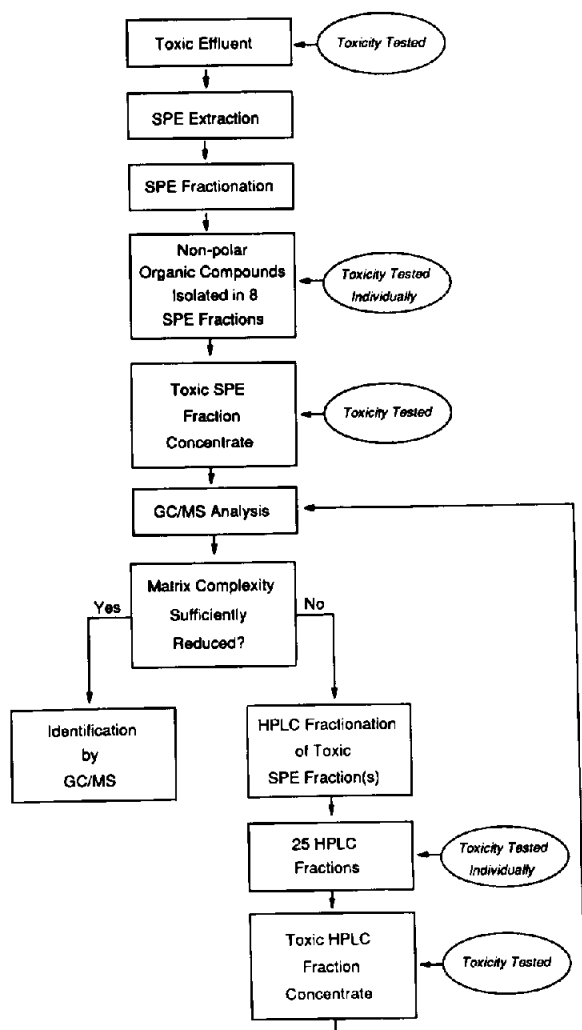 Toxic Effluent
Toxicity Tested
SPE Extraction
SPE Fractionation
Non-polar
Organic Compounds
Isolated in 8
SPE Fractions
Toxicity Tested
Individually
Toxic SPE
Fraction
Concentrate
Toxicity Tested
GC/MS Analysis
Matrix Complexity
Sufficiently
Reduced?
Yes
No
Identification
by
GC/MS
HPLC Fractionation
of Toxic
SPE Fraction(s)
25 HPLC
Fractions
Toxicity Tested
Individually
Toxic HPLC
Fraction
Concentrate
Toxicity Tested